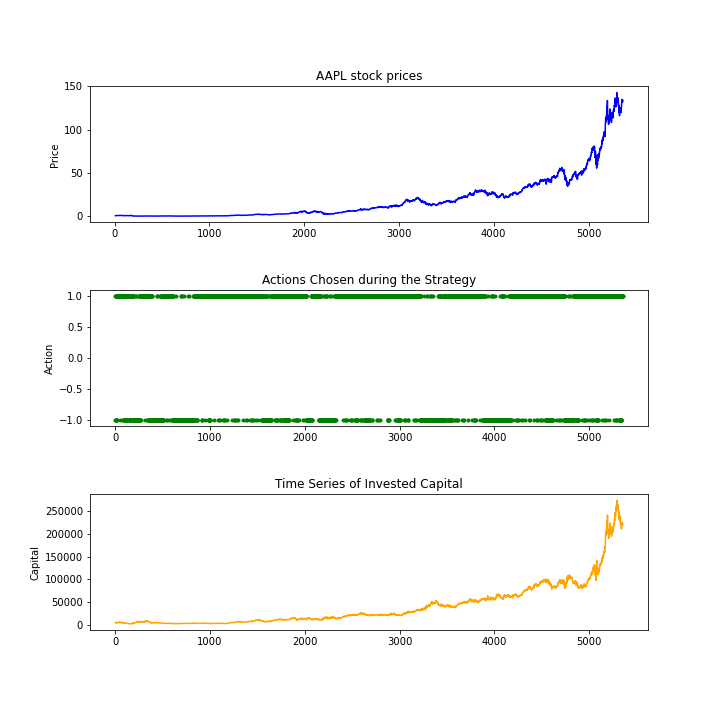 AAPL stock prices
Price
150
100
50
0
0 1000 2000 3000 4000 5000
Actions Chosen during the Strategy
Action
1.0
0.5
0.0
−0.5
−1.0
0 1000 2000 3000 4000 5000
Time Series of Invested Capital
Capital
250000
200000
150000
100000
50000
0
0 1000 2000 3000 4000 5000